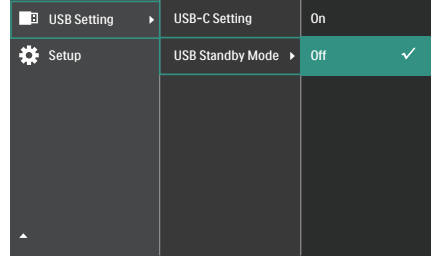 USB Setting
Setup
USB-C Setting
USB Standby Mode
On
Off